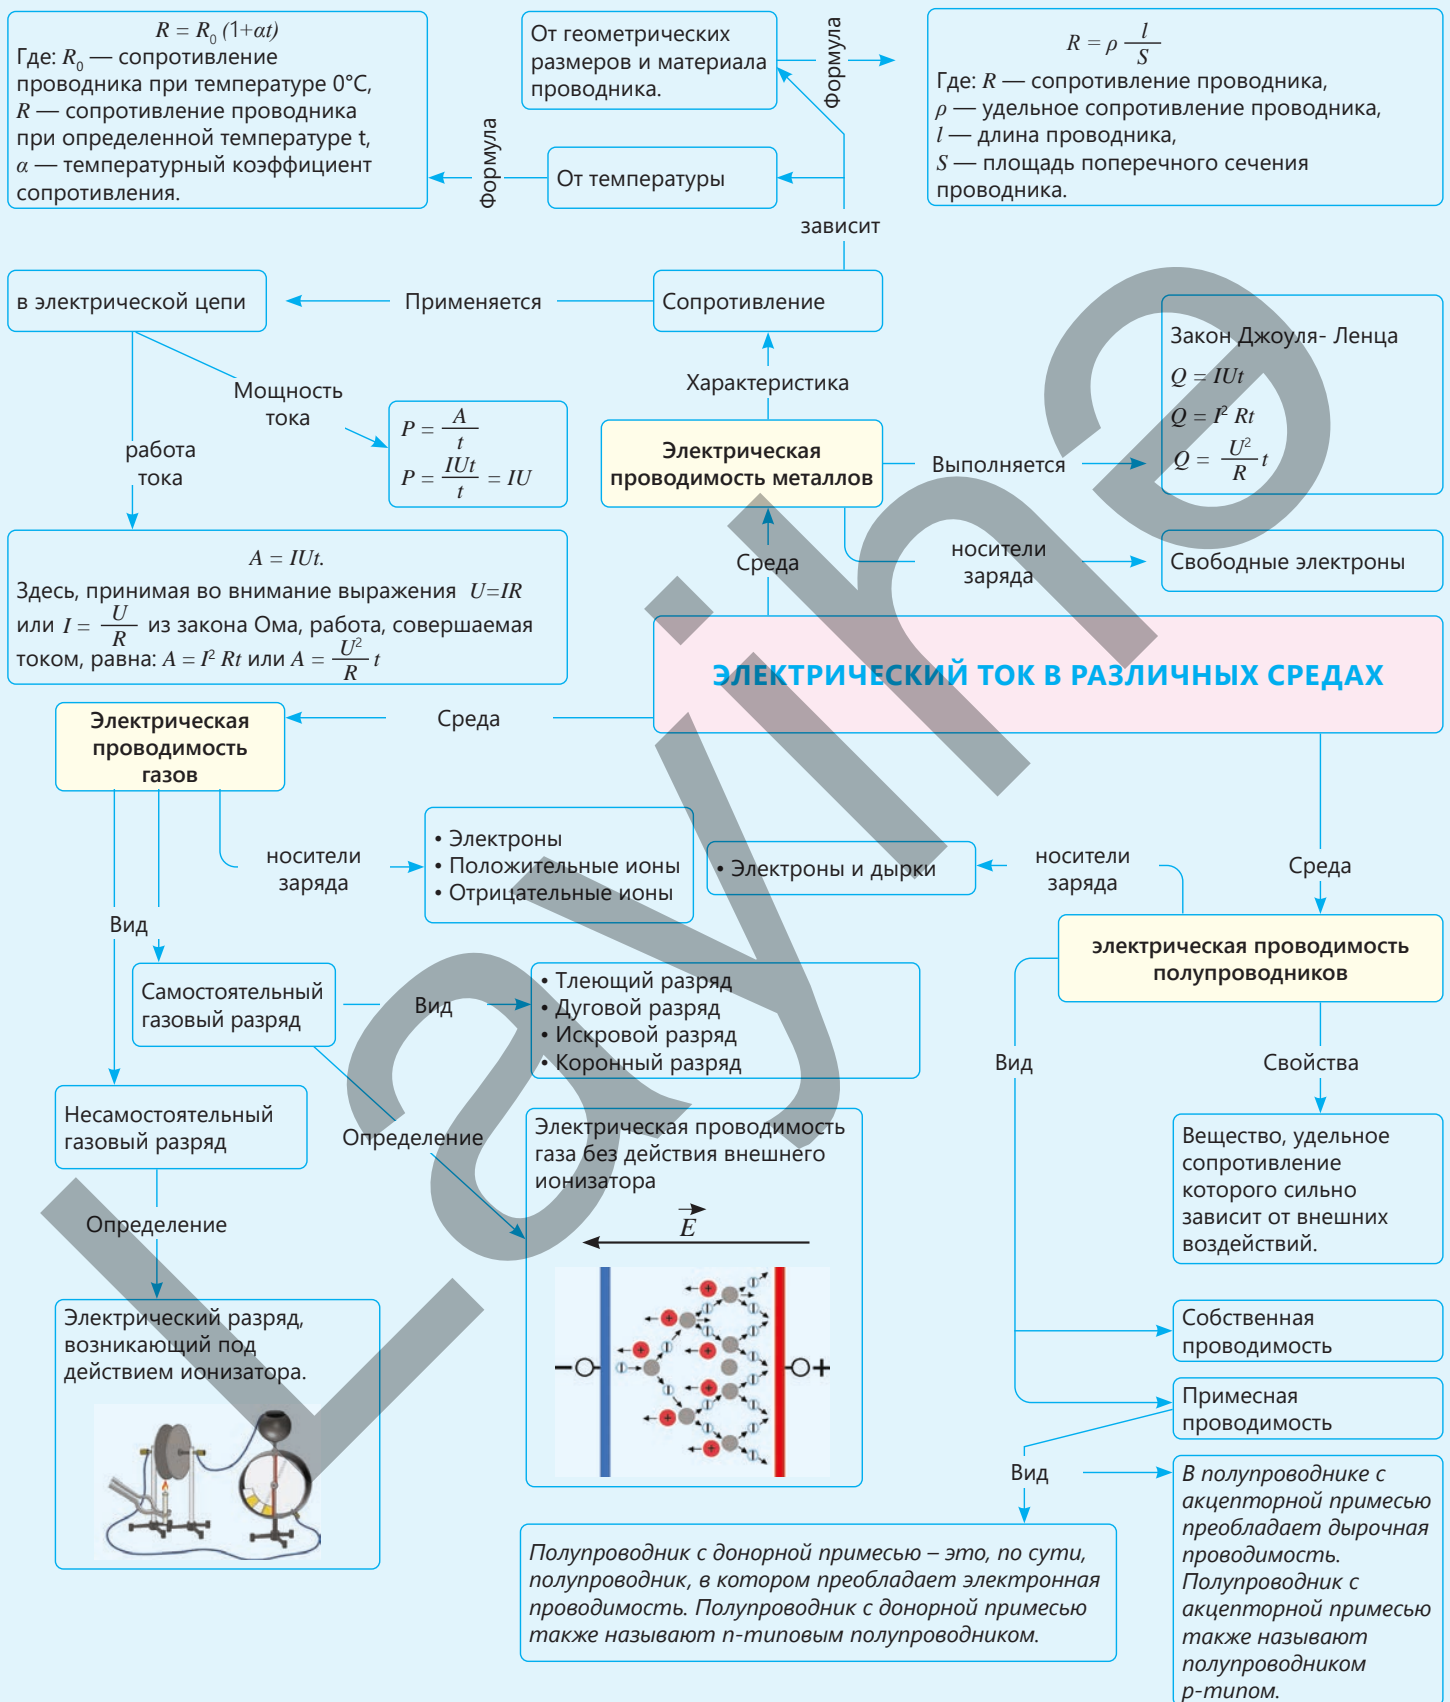 R = R₀ (1+αt)
Где: R₀ — сопротивление
проводника при температуре 0°C,
R — сопротивление проводника
при определенной температуре t,
α — температурный коэффициент
сопротивления.
Формула
От температуры
От геометрических
размеров и материала
проводника.
Формула
R = ρ l/S
Где: R — сопротивление проводника,
ρ — удельное сопротивление проводника,
l — длина проводника,
S — площадь поперечного сечения
проводника.
зависит
в электрической цепи
Применяется
Сопротивление
Характеристика
Мощность
тока
работа
тока
P = A/t
P = IUt/t = IU
Электрическая
проводимость металлов
Выполняется
Закон Джоуля- Ленца
Q = IUt
Q = I² Rt
Q = U²/R t
носители
заряда
Свободные электроны
Среда
A = IUt.
Здесь, принимая во внимание выражения U=IR
или I = U/R из закона Ома, работа, совершаемая
током, равна: A = I² Rt или A = U²/R t
ЭЛЕКТРИЧЕСКИЙ ТОК В РАЗЛИЧНЫХ СРЕДАХ
Среда
Электрическая
проводимость
газов
носители
заряда
• Электроны
• Положительные ионы
• Отрицательные ионы
• Электроны и дырки
носители
заряда
Среда
Вид
электрическая проводимость
полупроводников
Самостоятельный
газовый разряд
Вид
• Тлеющий разряд
• Дуговой разряд
• Искровой разряд
• Коронный разряд
Вид
Свойства
Несамостоятельный
газовый разряд
Определение
Электрическая проводимость
газа без действия внешнего
ионизатора
E
− +
Вещество, удельное
сопротивление
которого сильно
зависит от внешних
воздействий.
Определение
Электрический разряд,
возникающий под
действием ионизатора.
Собственная
проводимость
Примесная
проводимость
Вид
В полупроводнике с
акцепторной примесью
преобладает дырочная
проводимость.
Полупроводник с
акцепторной примесью
также называют
полупроводником
p-типом.
Полупроводник с донорной примесью – это, по сути,
полупроводник, в котором преобладает электронная
проводимость. Полупроводник с донорной примесью
также называют n-типовым полупроводником.
Layihə